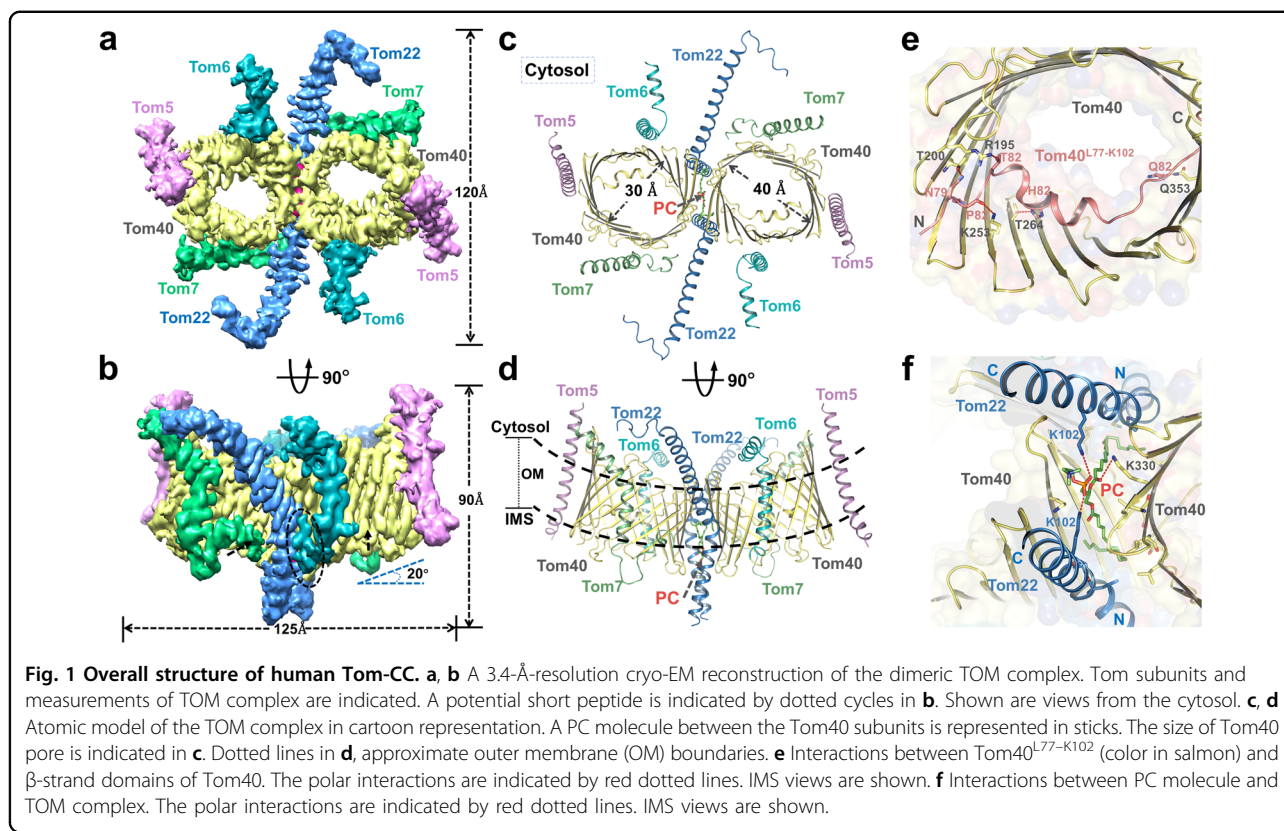 a
Tom22
Tom6
Tom7
Tom5
Tom40
120Å
Tom40
Tom5
Tom7
Tom22
Tom6
90°
b
90Å
20°
125Å
c
Cytosol
Tom22
Tom6
Tom7
Tom5
Tom40
30 Å
40 Å
PC
Tom40
Tom5
Tom7
Tom6
Tom22
90°
d
Tom5
Tom22
Cytosol
Tom6
Tom22
Tom6
OM
IMS
Tom40
Tom40
Tom7
Tom7
PC
e
Tom40
C
T200
R195
T82
Tom40L77-K102
Q82
Q353
N79
H82
P82
N
K253
T264
f
C
N
Tom22
K102
K330
Tom40
PC
Tom40
K102
C
Tom22
N
Fig. 1 Overall structure of human Tom-CC. a, b A 3.4-Å-resolution cryo-EM reconstruction of the dimeric TOM complex. Tom subunits and
measurements of TOM complex are indicated. A potential short peptide is indicated by dotted cycles in b. Shown are views from the cytosol. c, d
Atomic model of the TOM complex in cartoon representation. A PC molecule between the Tom40 subunits is represented in sticks. The size of Tom40
pore is indicated in c. Dotted lines in d, approximate outer membrane (OM) boundaries. e Interactions between Tom40L77–K102 (color in salmon) and
β-strand domains of Tom40. The polar interactions are indicated by red dotted lines. IMS views are shown. f Interactions between PC molecule and
TOM complex. The polar interactions are indicated by red dotted lines. IMS views are shown.